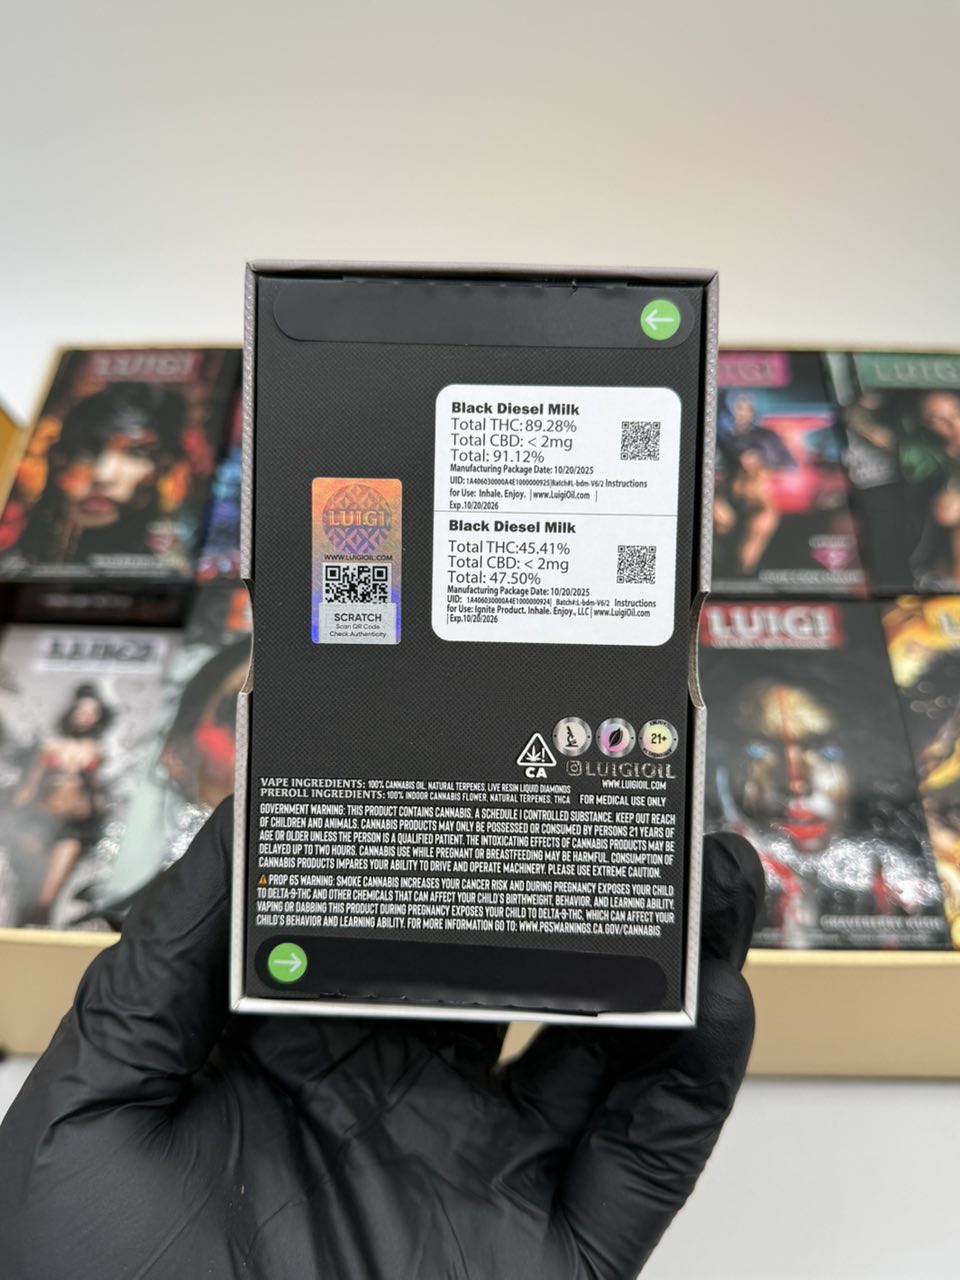 LUIGI
LUIGI
Black Diesel Milk
Total THC: 89.28%
Total CBD: < 2mg
Total: 91.12%
Manufacturing Package Date: 10/20/2025
UID: 1A406030000A4E1000000925|Batch#L-bdm-V6/2 Instructions
for Use: Inhale. Enjoy. | www.LuigiOil.com |
Exp.10/20/2026
LUIGI
WWW.LUIGIOIL.COM
SCRATCH
Scan QR Code
Check Authenticity
Black Diesel Milk
Total THC:45.41%
Total CBD: < 2mg
Total: 47.50%
Manufacturing Package Date: 10/20/2025
UID: 1A406030000A4E1000000924| Batch#:L-bdm-V6/2 Instructions
for Use: Ignite Product. Inhale. Enjoy., LLC | www.LuigiOil.com
| Exp.10/20/2026
LUIGI
LUIGI
CA
21+
LUIGIOIL
WWW.LUIGIOIL.COM
VAPE INGREDIENTS: 100% CANNABIS OIL, NATURAL TERPENES, LIVE RESIN LIQUID DIAMONDS
PREROLL INGREDIENTS: 100% INDOOR CANNABIS FLOWER, NATURAL TERPENES, THCA FOR MEDICAL USE ONLY
GOVERNMENT WARNING: THIS PRODUCT CONTAINS CANNABIS, A SCHEDULE I CONTROLLED SUBSTANCE. KEEP OUT REACH
OF CHILDREN AND ANIMALS. CANNABIS PRODUCTS MAY ONLY BE POSSESSED OR CONSUMED BY PERSONS 21 YEARS OF
AGE OR OLDER UNLESS THE PERSON IS A QUALIFIED PATIENT. THE INTOXICATING EFFECTS OF CANNABIS PRODUCTS MAY BE
DELAYED UP TO TWO HOURS. CANNABIS USE WHILE PREGNANT OR BREASTFEEDING MAY BE HARMFUL. CONSUMPTION OF
CANNABIS PRODUCTS IMPARES YOUR ABILITY TO DRIVE AND OPERATE MACHINERY. PLEASE USE EXTREME CAUTION.
PROP 65 WARNING: SMOKE CANNABIS INCREASES YOUR CANCER RISK AND DURING PREGNANCY EXPOSES YOUR CHILD
TO DELTA-9-THC AND OTHER CHEMICALS THAT CAN AFFECT YOUR CHILD'S BIRTHWEIGHT, BEHAVIOR, AND LEARNING ABILITY.
VAPING OR DABBING THIS PRODUCT DURING PREGNANCY EXPOSES YOUR CHILD TO DELTA-9-THC, WHICH CAN AFFECT YOUR
CHILD'S BEHAVIOR AND LEARNING ABILITY. FOR MORE INFORMATION GO TO: WWW.P65WARNINGS.CA.GOV/CANNABIS